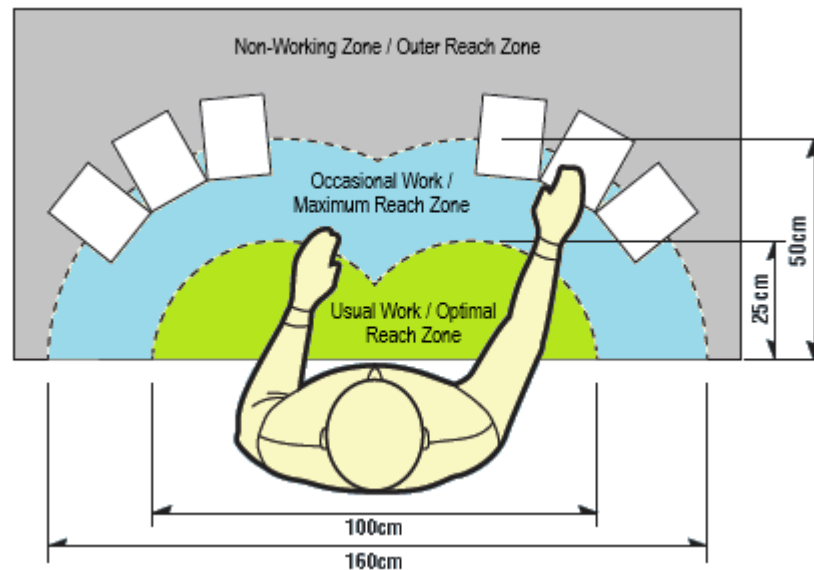 Non-Working Zone / Outer Reach Zone
Occasional Work /
Maximum Reach Zone
Usual Work / Optimal
Reach Zone
50cm
25cm
100cm
160cm